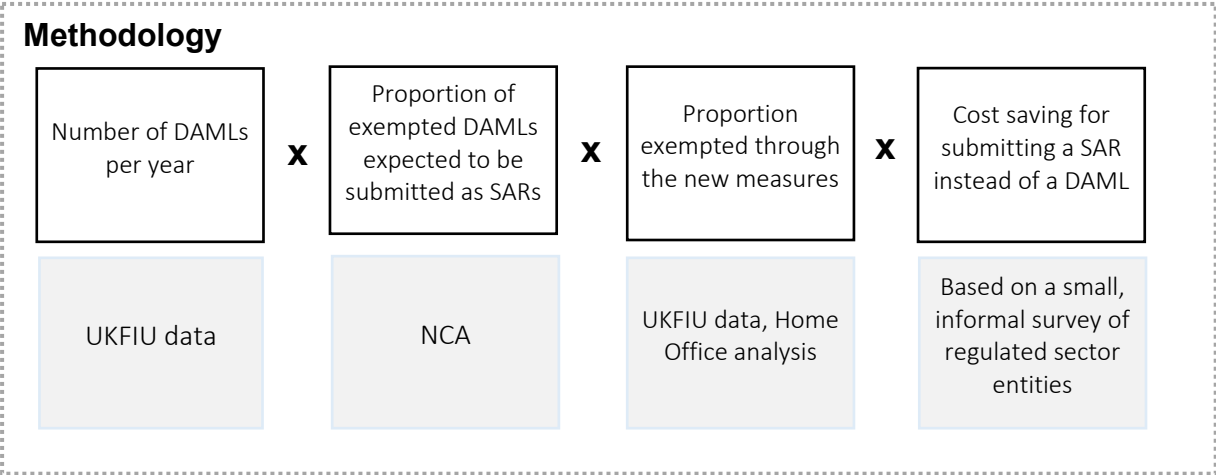 Methodology
Number of DAMLs
per year
x
Proportion of
exempted DAMLs
expected to be
submitted as SARs
x
Proportion
exempted through
the new measures
x
Cost saving for
submitting a SAR
instead of a DAML
UKFIU data
NCA
UKFIU data, Home
Office analysis
Based on a small,
informal survey of
regulated sector
entities